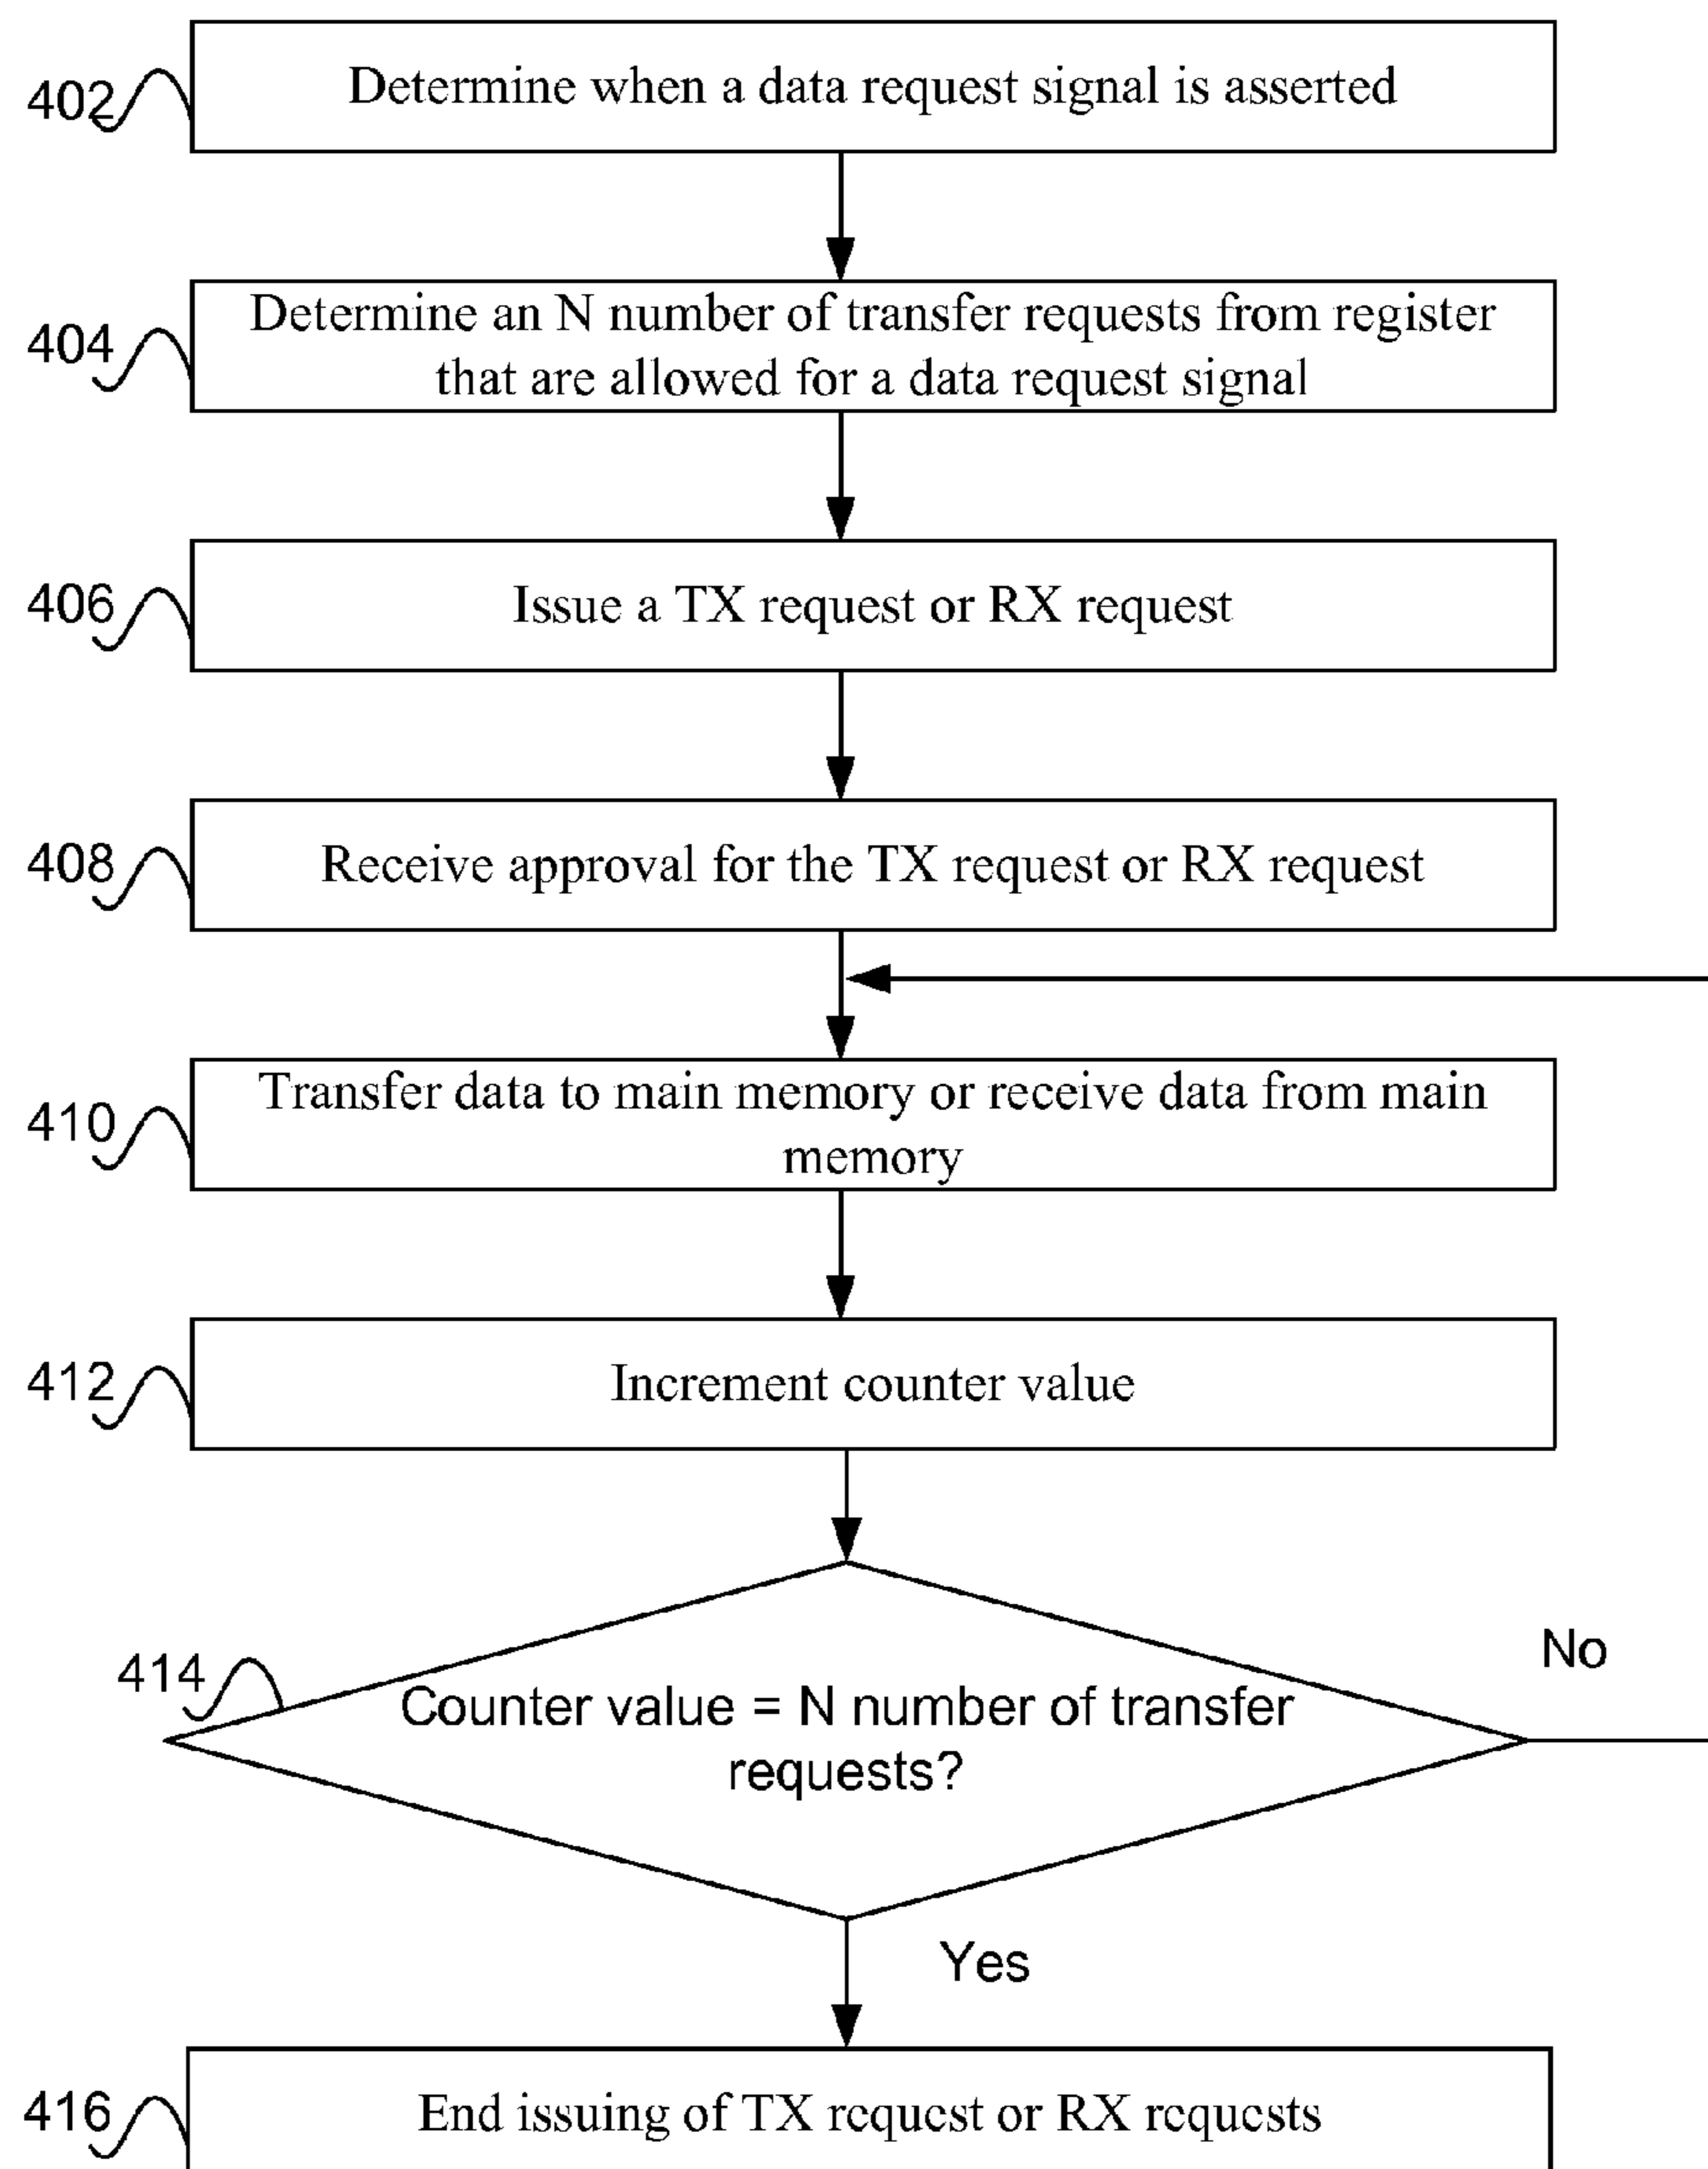 402
Determine when a data request signal is asserted
404
Determine an N number of transfer requests from register
that are allowed for a data request signal
406
Issue a TX request or RX request
408
Receive approval for the TX request or RX request
410
Transfer data to main memory or receive data from main
memory
412
Increment counter value
414
Counter value = N number of transfer
requests?
No
Yes
416
End issuing of TX request or RX requests